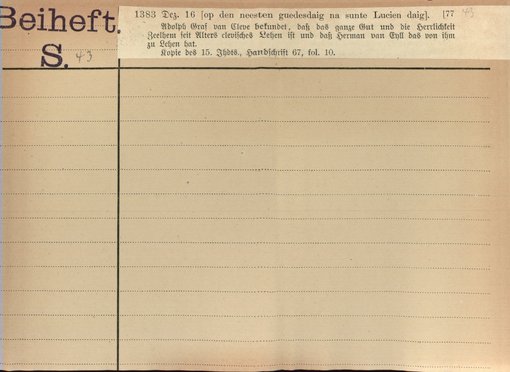 Beiheft.
S. 43
1383 Dez. 16 [op den neesten guedesdaig na sunte Lucien daig]. [77 43
Adolph Graf van Cleve bekundet, daß das ganze Gut und die Herrlichkeit
Zeelhem seit Alters clevisches Lehen ist und daß Herman van Eyll das von ihm
zu Lehen hat.
Kopie des 15. Jhdts., Handschrift 67, fol. 10.